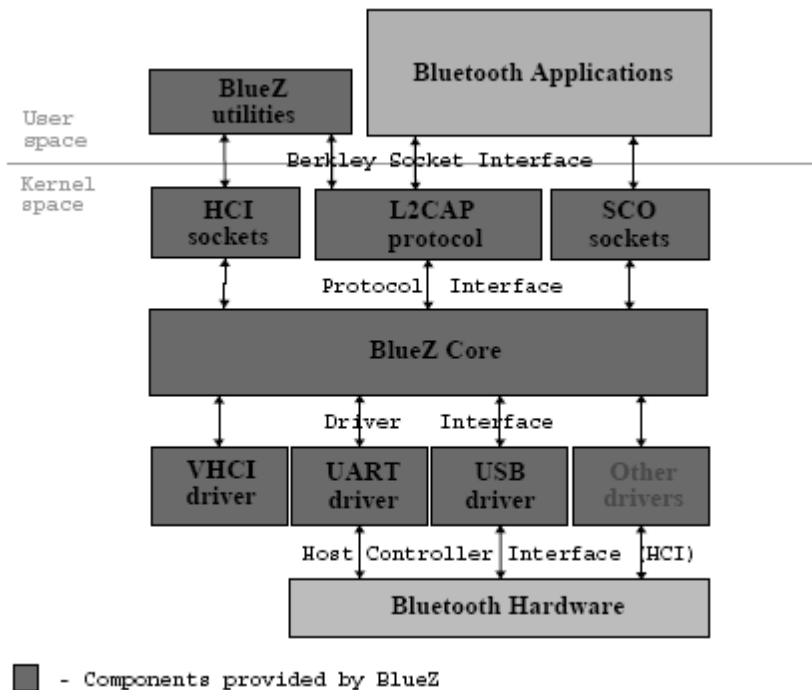 Bluetooth Applications
BlueZ
utilities
User
space
Berkley Socket Interface
Kernel
space
HCI
sockets
L2CAP
protocol
SCO
sockets
Protocol Interface
BlueZ Core
Driver Interface
VHCI
driver
UART
driver
USB
driver
Other
drivers
Host Controller Interface (HCI)
Bluetooth Hardware
- Components provided by BlueZ